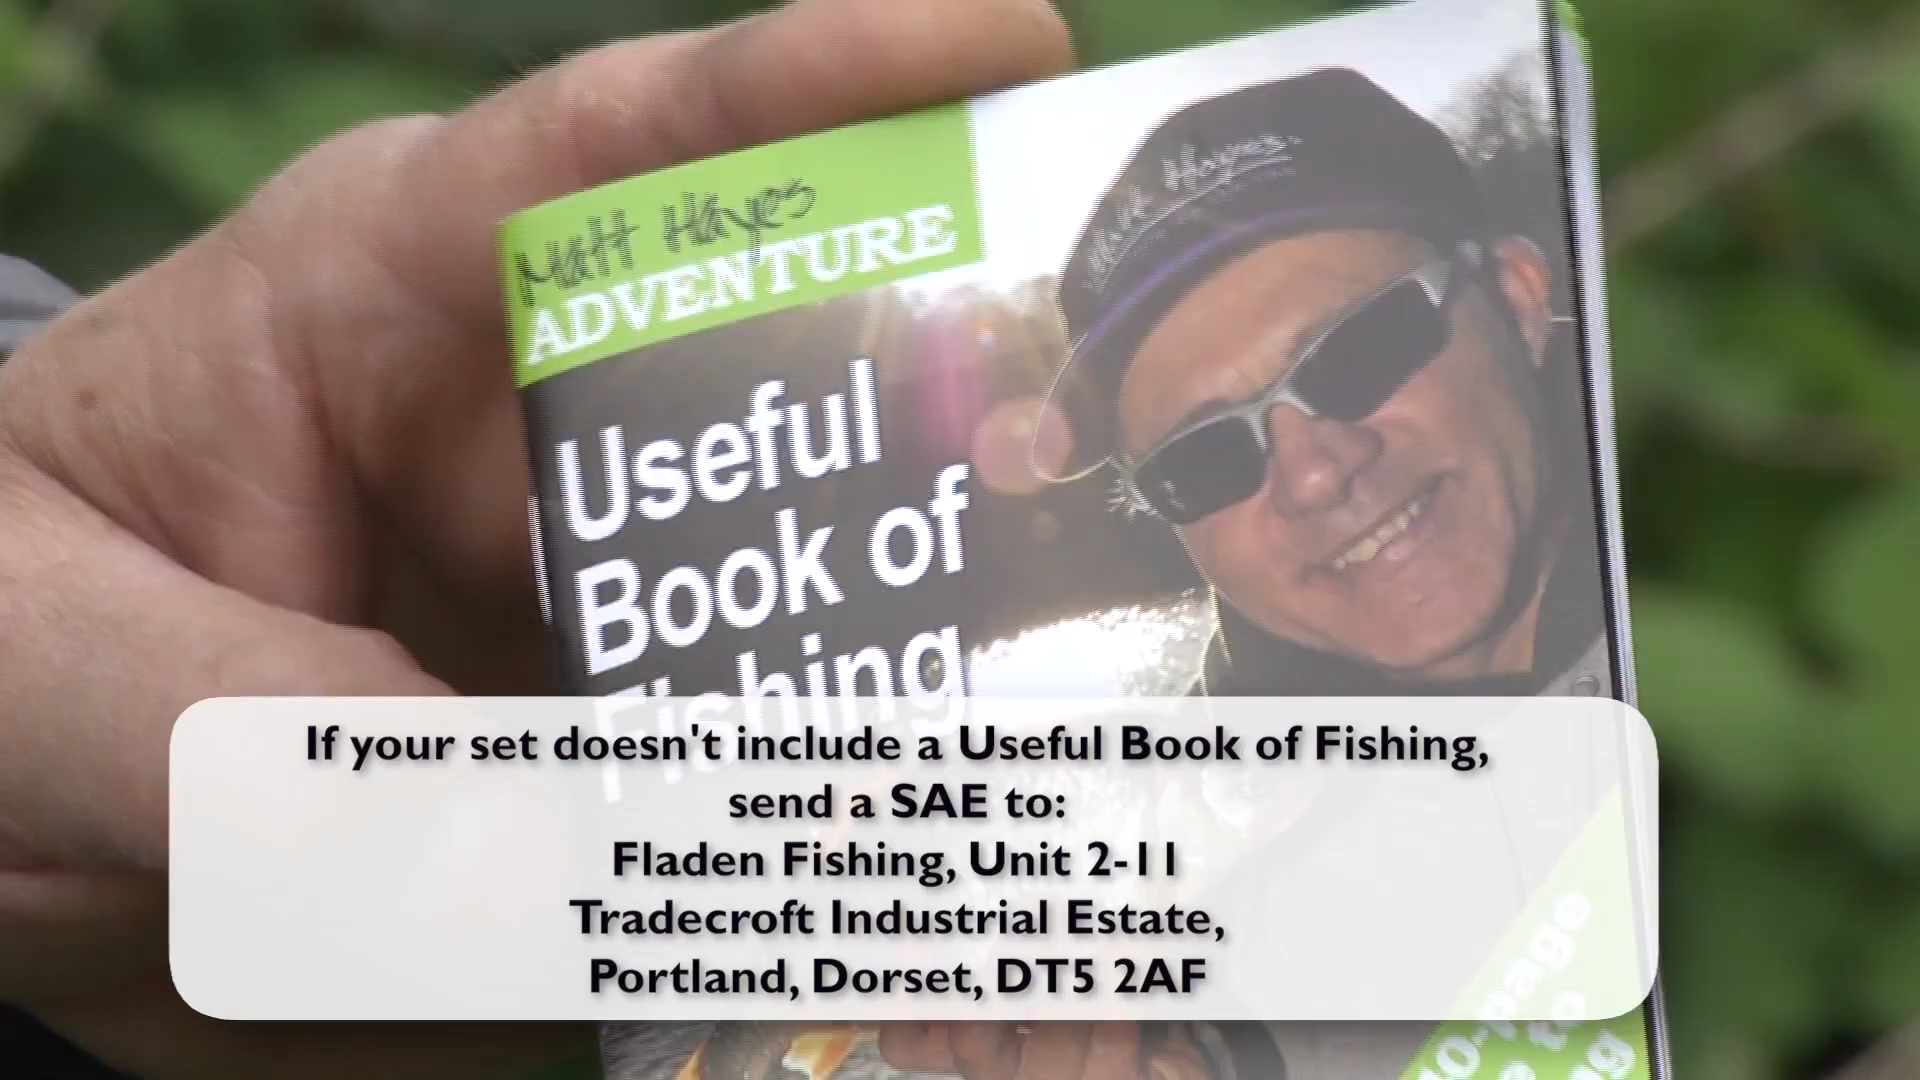 Matt Hayes
ADVENTURE
Hayes
Useful
Book of
Fishing
If your set doesn't include a Useful Book of Fishing,
send a SAE to:
Fladen Fishing, Unit 2-11
Tradecroft Industrial Estate,
Portland, Dorset, DT5 2AF